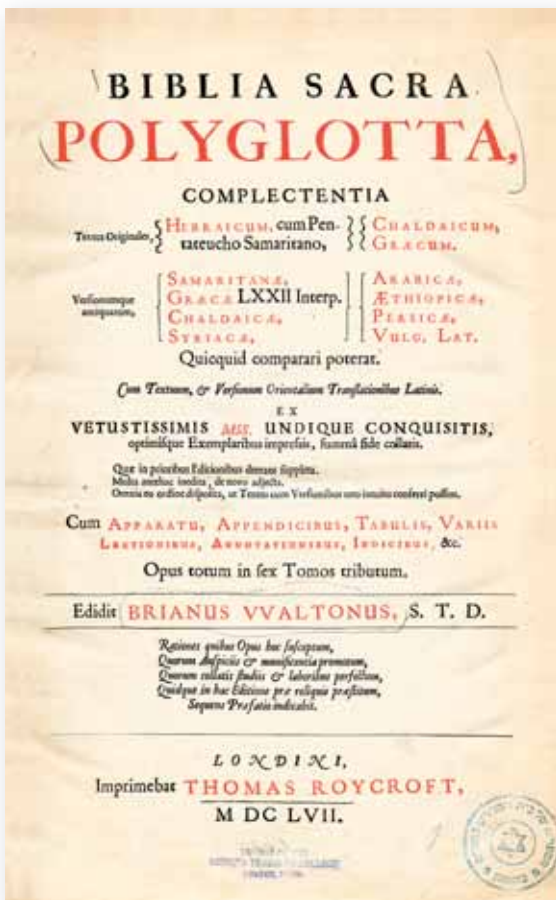 BIBLIA SACRA
POLYGLOTTA,
COMPLECTENTIA
Textus Originales, HEBRAICUM, cum Pen- CHALDAICUM,
tateucho Samaritano, GRÆCUM.
Versionumque antiquarum, SAMARITANÆ, ARABICÆ,
GRÆCÆ LXXII Interp. ÆTHIOPICÆ,
CHALDAICÆ, PERSICÆ,
SYRIACÆ, VULG. LAT.
Quicquid comparari poterat.
Cum Textuum, & Versionum Orientalium Translationibus Latinis.
EX
VETUSTISSIMIS MSS. UNDIQUE CONQUISITIS,
optimisque Exemplaribus impressis, summâ fide collatis.
Quæ in prioribus Editionibus deerant suppleta.
Multa antehac inedita, de novo adjecta.
Omnia eo ordine disposita, ut Textus cum Versionibus uno intuitu conferri possint.
Cum APPARATU, APPENDICIBUS, TABULIS, VARIIS
LECTIONIBUS, ANNOTATIONIBUS, INDICIBUS, &c.
Opus totum in sex Tomos tributum.
Edidit BRIANUS VVALTONUS, S. T. D.
Rationes quibus Opus hoc susceptum,
Quorum Auspiciis & munificentia promotum,
Quorum collatis studiis & laboribus perfectum,
Quidque in hac Editione præ reliquis præstitum,
Sequens Præfatio indicabit.
LONDINI,
Imprimebat THOMAS ROYCROFT,
M DC LVII.